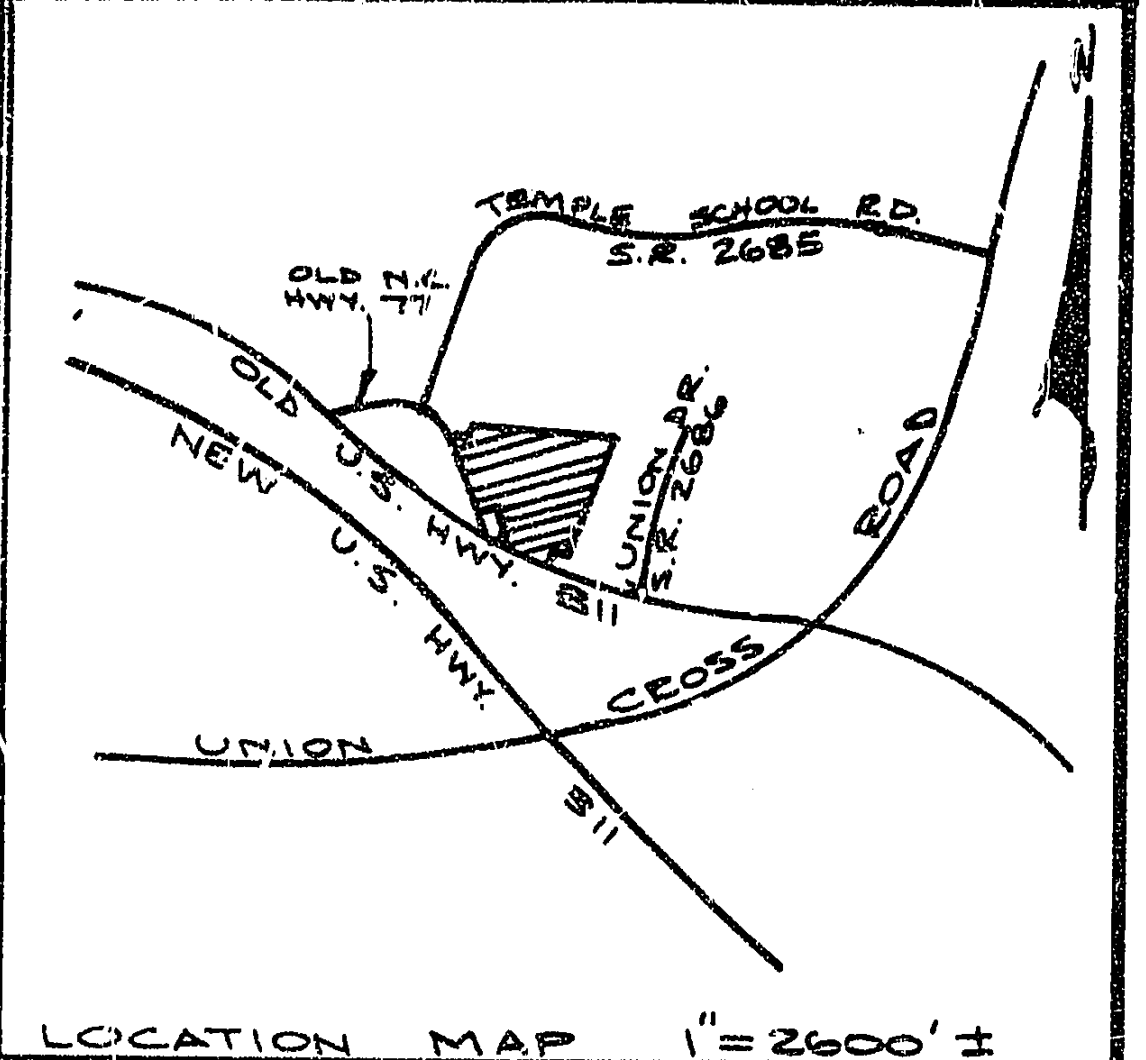 N
TEMPLE SCHOOL RD.
S.R. 2685
OLD N.C.
HWY. 77
OLD U.S. HWY. 311
NEW U.S. HWY. 311
UNION DR.
S.R. 2686
UNION CROSS ROAD
LOCATION MAP 1" = 2600' ±